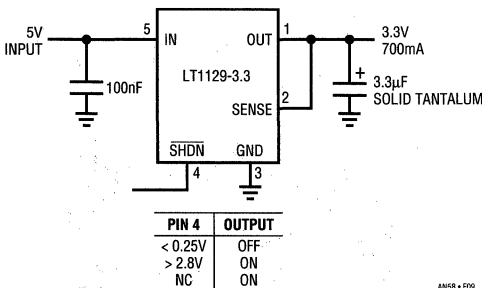 5V
INPUT
100nF
5
IN
OUT
1
LT1129-3.3
SENSE
2
SHDN
4
GND
3
3.3V
700mA
+
3.3µF
SOLID TANTALUM
PIN 4 OUTPUT
< 0.25V OFF
> 2.8V ON
NC ON
AN58 • F09